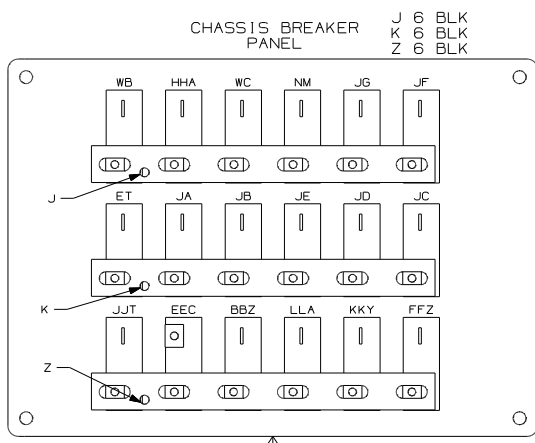 CHASSIS BREAKER
PANEL
J 6 BLK
K 6 BLK
Z 6 BLK
WB HHA WC NM JG JF
J
ET JA JB JE JD JC
K
JJT EEC BBZ LLA KKY FFZ
Z